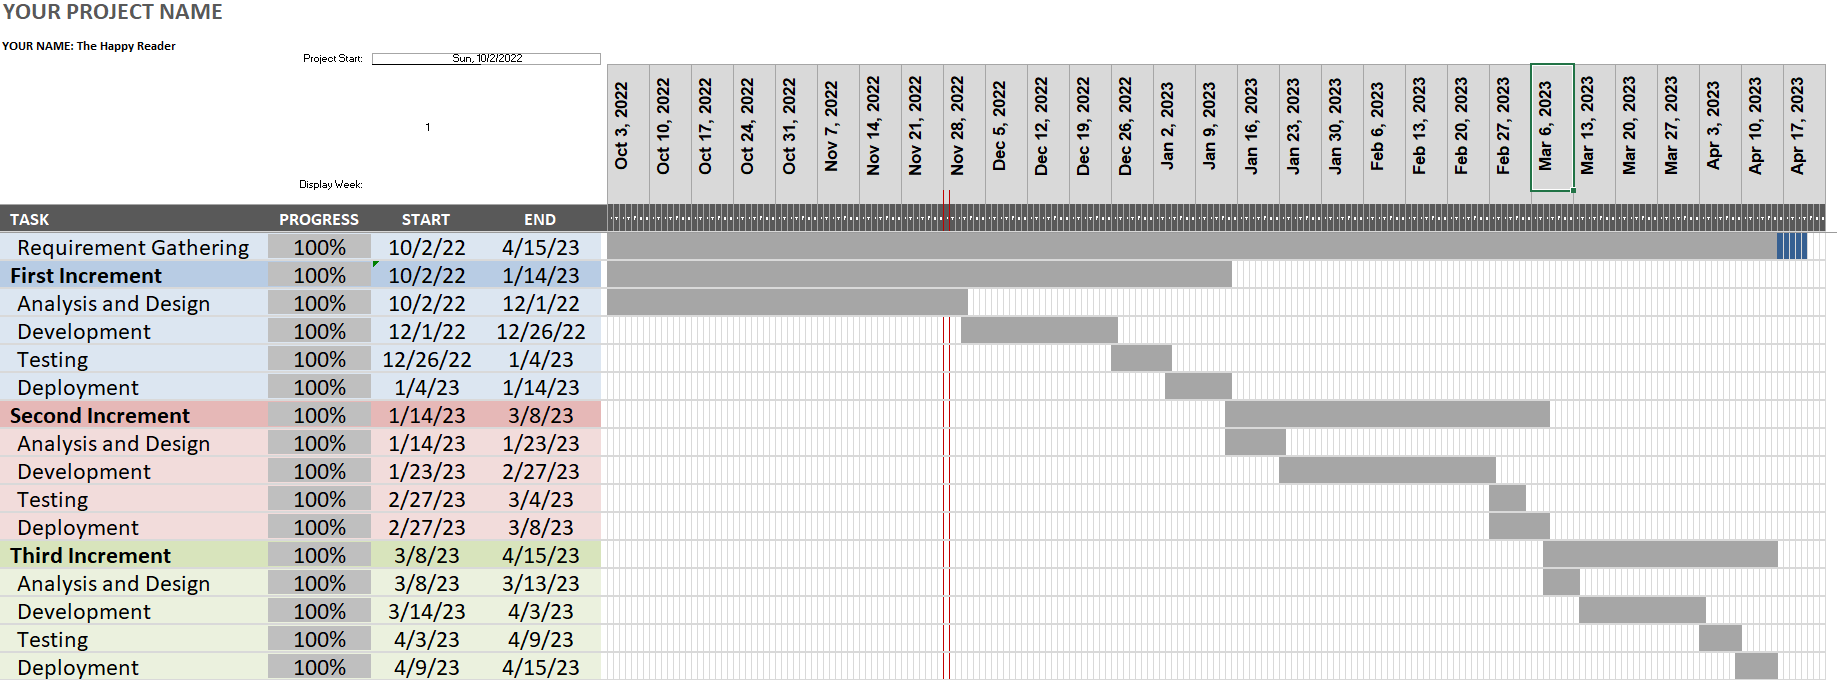 YOUR PROJECT NAME
YOUR NAME: The Happy Reader
Project Start: Sun, 10/2/2022
1
Display Week:
Oct 3, 2022 Oct 10, 2022 Oct 17, 2022 Oct 24, 2022 Oct 31, 2022 Nov 7, 2022 Nov 14, 2022 Nov 21, 2022 Nov 28, 2022 Dec 5, 2022 Dec 12, 2022 Dec 19, 2022 Dec 26, 2022 Jan 2, 2023 Jan 9, 2023 Jan 16, 2023 Jan 23, 2023 Jan 30, 2023 Feb 6, 2023 Feb 13, 2023 Feb 20, 2023 Feb 27, 2023 Mar 6, 2023 Mar 13, 2023 Mar 20, 2023 Mar 27, 2023 Apr 3, 2023 Apr 10, 2023 Apr 17, 2023
TASK PROGRESS START END
Requirement Gathering 100% 10/2/22 4/15/23
First Increment 100% 10/2/22 1/14/23
Analysis and Design 100% 10/2/22 12/1/22
Development 100% 12/1/22 12/26/22
Testing 100% 12/26/22 1/4/23
Deployment 100% 1/4/23 1/14/23
Second Increment 100% 1/14/23 3/8/23
Analysis and Design 100% 1/14/23 1/23/23
Development 100% 1/23/23 2/27/23
Testing 100% 2/27/23 3/4/23
Deployment 100% 2/27/23 3/8/23
Third Increment 100% 3/8/23 4/15/23
Analysis and Design 100% 3/8/23 3/13/23
Development 100% 3/14/23 4/3/23
Testing 100% 4/3/23 4/9/23
Deployment 100% 4/9/23 4/15/23